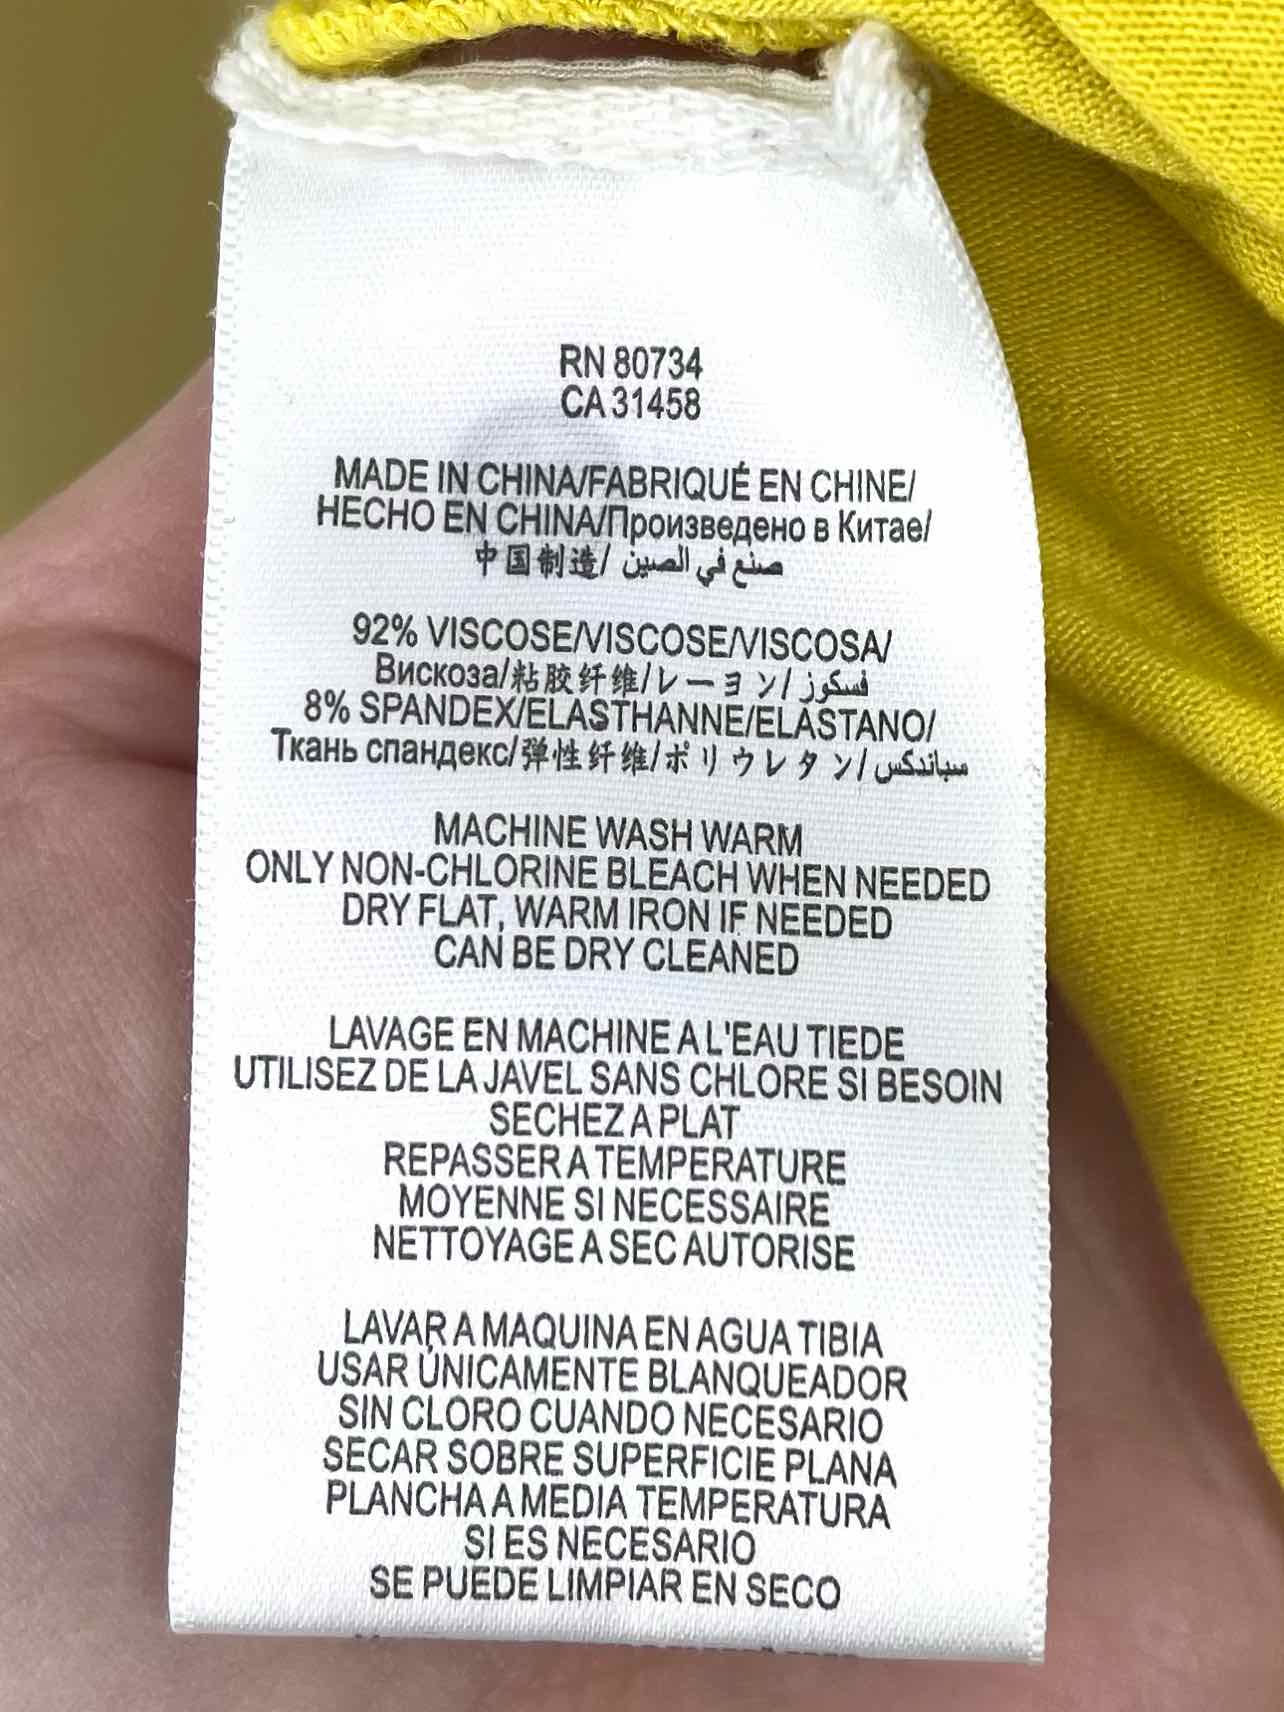 RN 80734
CA 31458
MADE IN CHINA/FABRIQUÉ EN CHINE/
HECHO EN CHINA/Произведено в Китае/
中国制造/ صنع في الصين
92% VISCOSE/VISCOSE/VISCOSA/
Вискоза/粘胶纤维/レーヨン/ فسكوز
8% SPANDEX/ELASTHANNE/ELASTANO/
Ткань спандекс/弹性纤维/ポリウレタン/ سباندكس
MACHINE WASH WARM
ONLY NON-CHLORINE BLEACH WHEN NEEDED
DRY FLAT, WARM IRON IF NEEDED
CAN BE DRY CLEANED
LAVAGE EN MACHINE A L'EAU TIEDE
UTILISEZ DE LA JAVEL SANS CHLORE SI BESOIN
SECHEZ A PLAT
REPASSER A TEMPERATURE
MOYENNE SI NECESSAIRE
NETTOYAGE A SEC AUTORISE
LAVAR A MAQUINA EN AGUA TIBIA
USAR ÚNICAMENTE BLANQUEADOR
SIN CLORO CUANDO NECESARIO
SECAR SOBRE SUPERFICIE PLANA
PLANCHA A MEDIA TEMPERATURA
SI ES NECESARIO
SE PUEDE LIMPIAR EN SECO